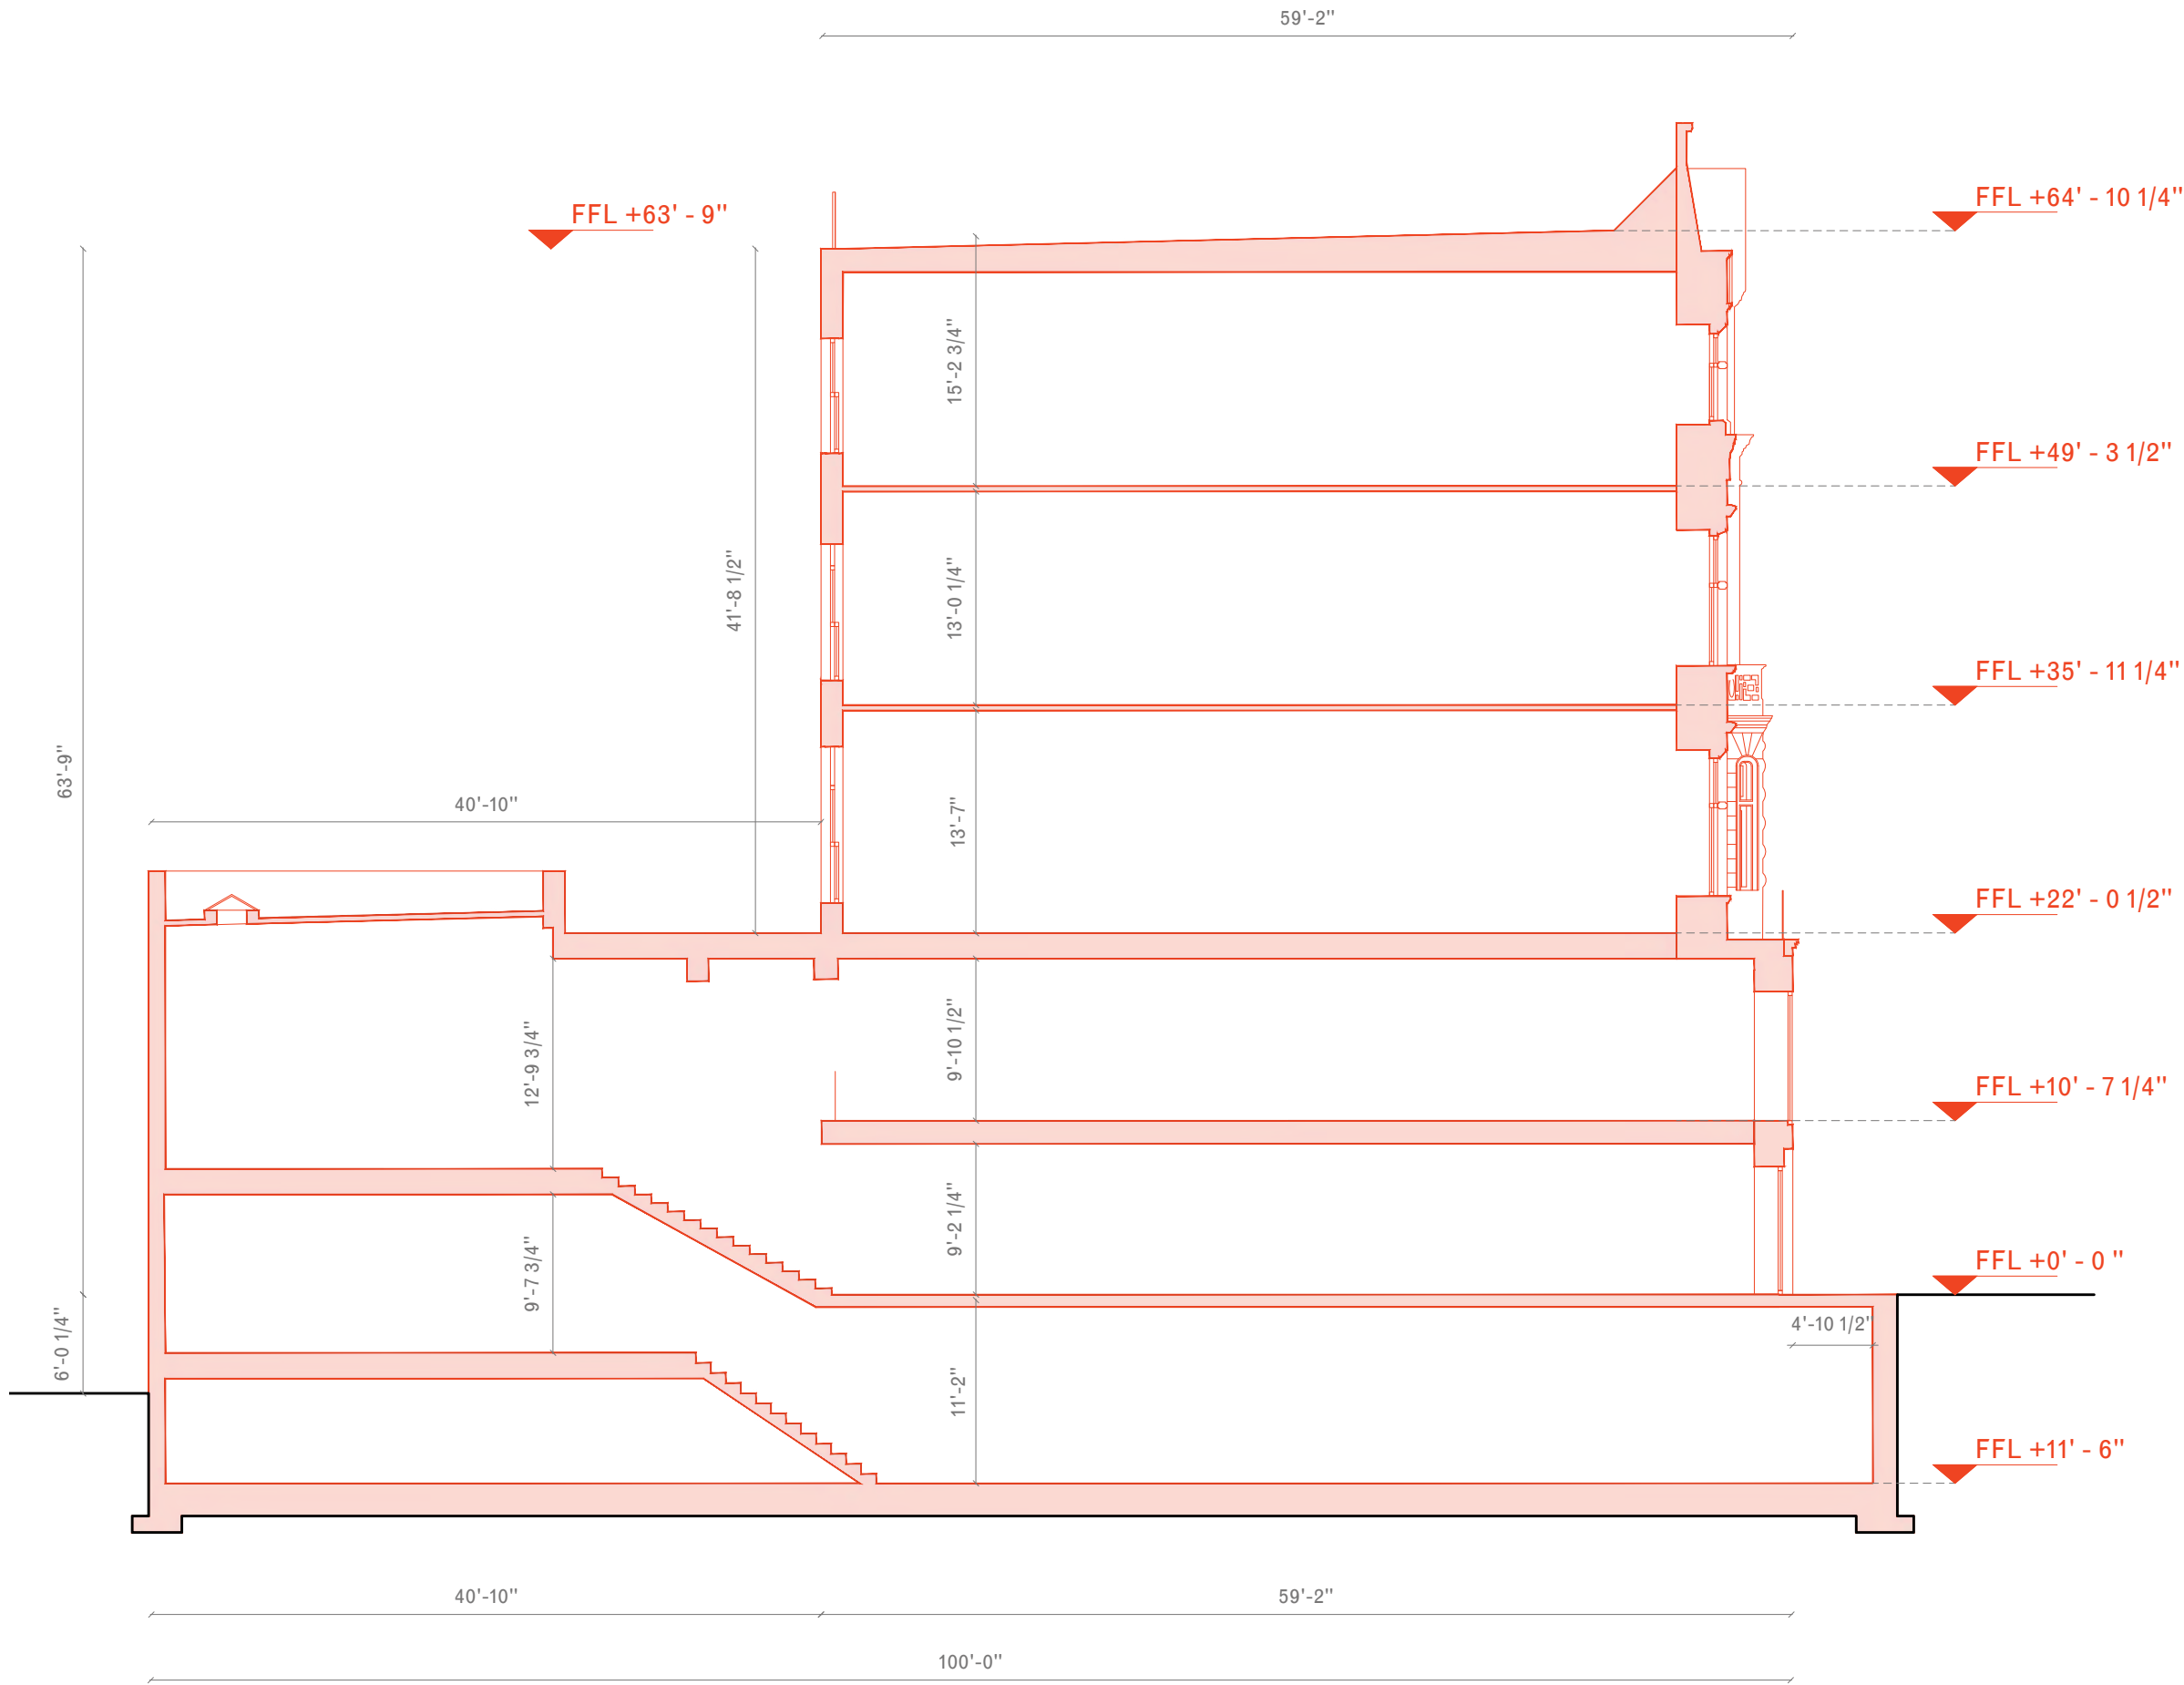 59'-2"
FFL +64' - 10 1/4"
FFL +63' - 9"
15'-2 3/4"
FFL +49' - 3 1/2"
41'-8 1/2"
13'-0 1/4"
FFL +35' - 11 1/4"
63'-9"
40'-10"
13'-7"
FFL +22' - 0 1/2"
12'-9 3/4"
9'-10 1/2"
FFL +10' - 7 1/4"
9'-7 3/4"
9'-2 1/4"
FFL +0' - 0 "
6'-0 1/4"
4'-10 1/2"
11'-2"
FFL +11' - 6"
40'-10"
59'-2"
100'-0"